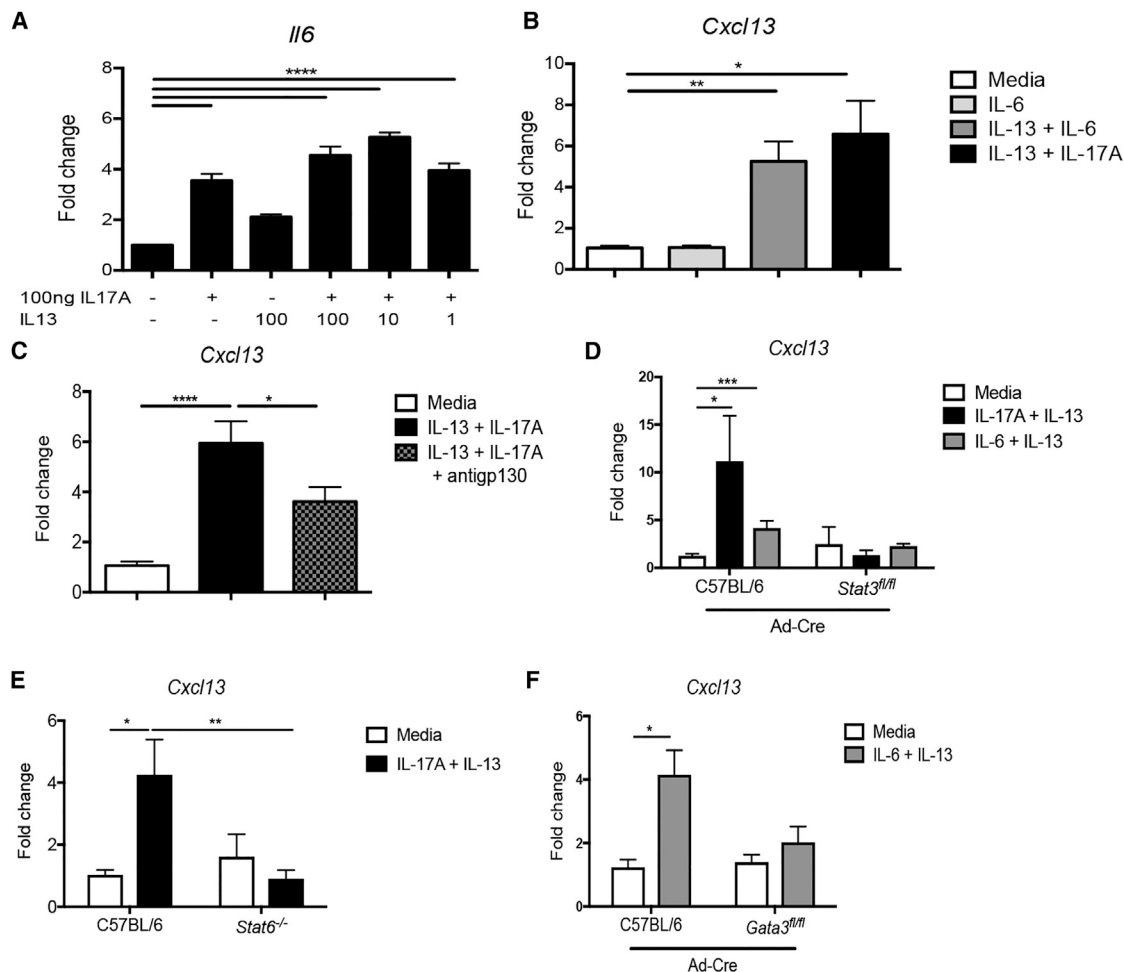 A
Il6
****
Fold change
8
6
4
2
0
100ng IL17A - + - + + +
IL13 - - 100 100 10 1
B
Cxcl13
*
**
Fold change
10
8
6
4
2
0
Media
IL-6
IL-13 + IL-6
IL-13 + IL-17A
C
Cxcl13
**** *
Fold change
8
6
4
2
0
Media
IL-13 + IL-17A
IL-13 + IL-17A
+ antigp130
D
Cxcl13
***
*
Fold change
20
15
10
5
0
C57BL/6 Stat3fl/fl
Ad-Cre
Media
IL-17A + IL-13
IL-6 + IL-13
E
Cxcl13
* **
Fold change
6
4
2
0
C57BL/6 Stat6-/-
Media
IL-17A + IL-13
F
Cxcl13
*
Fold change
6
4
2
0
C57BL/6 Gata3fl/fl
Ad-Cre
Media
IL-6 + IL-13